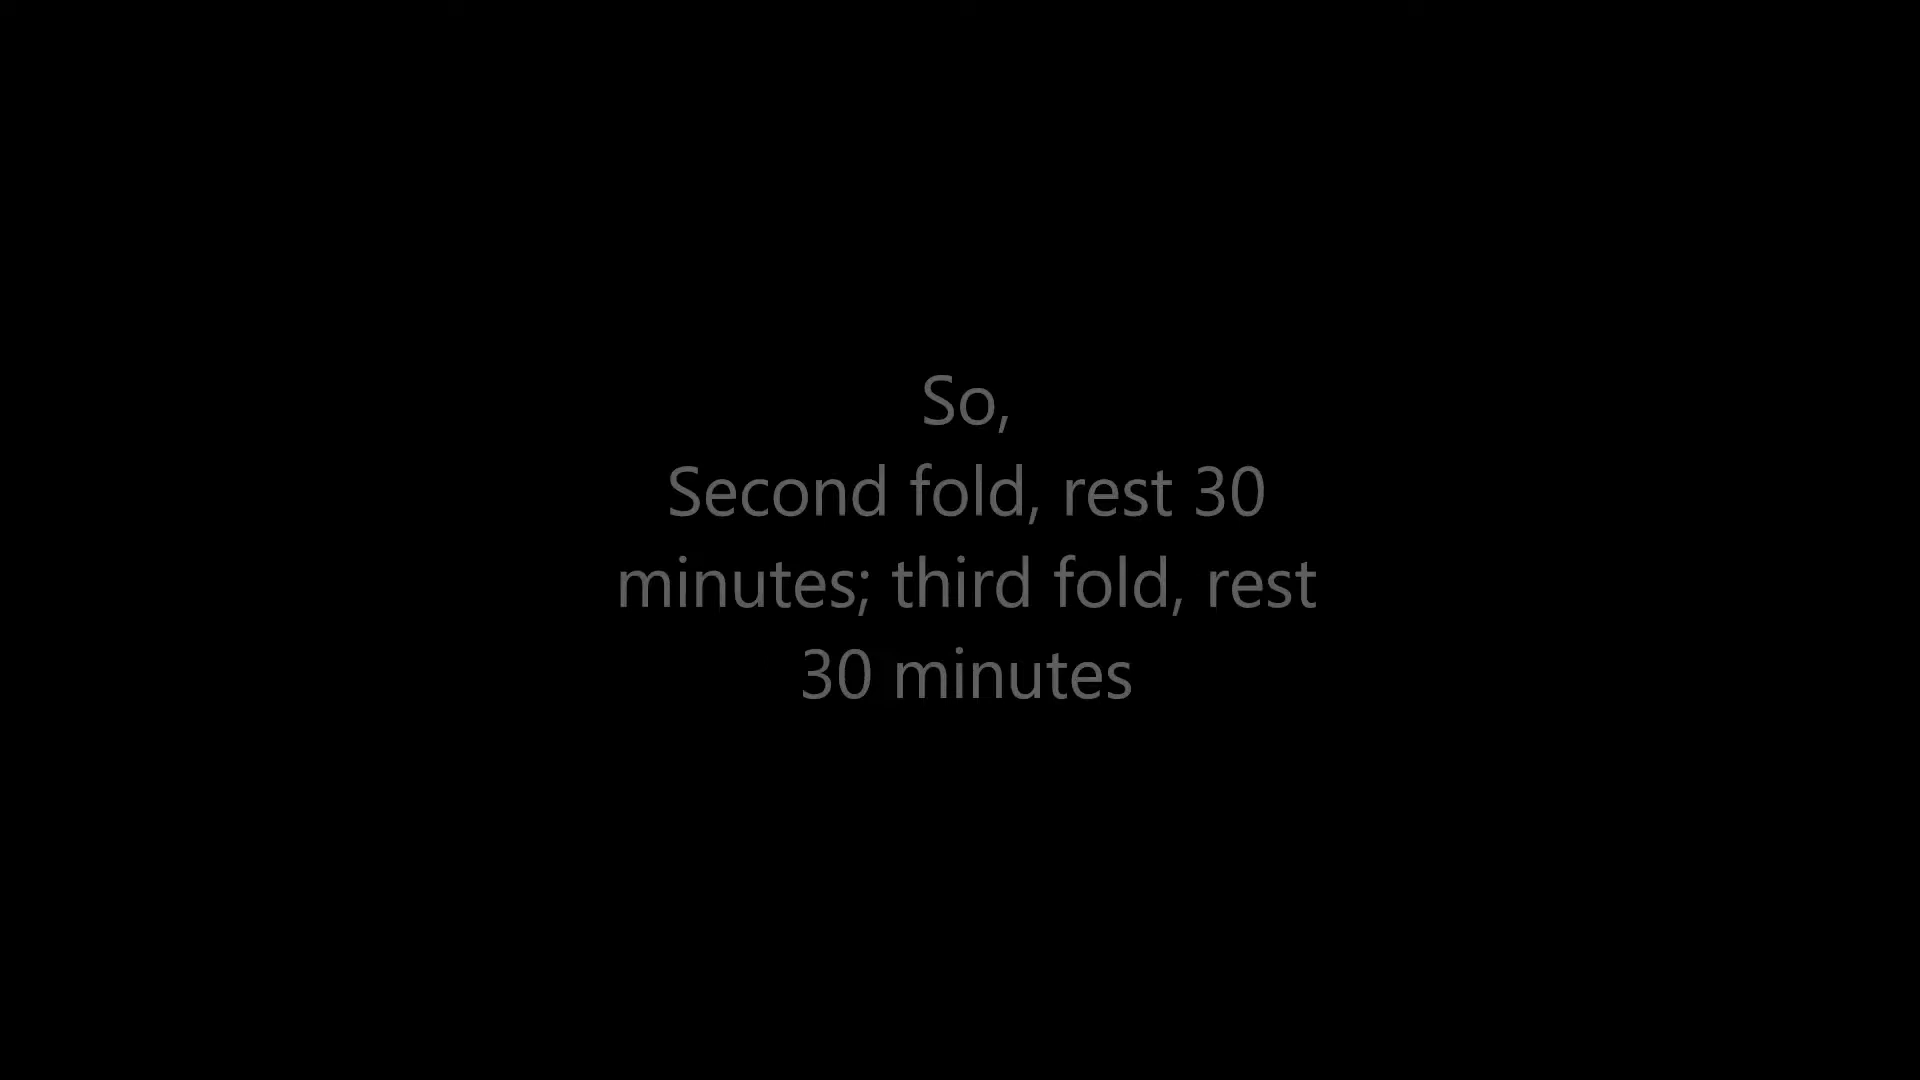 So,
Second fold, rest 30
minutes; third fold, rest
30 minutes